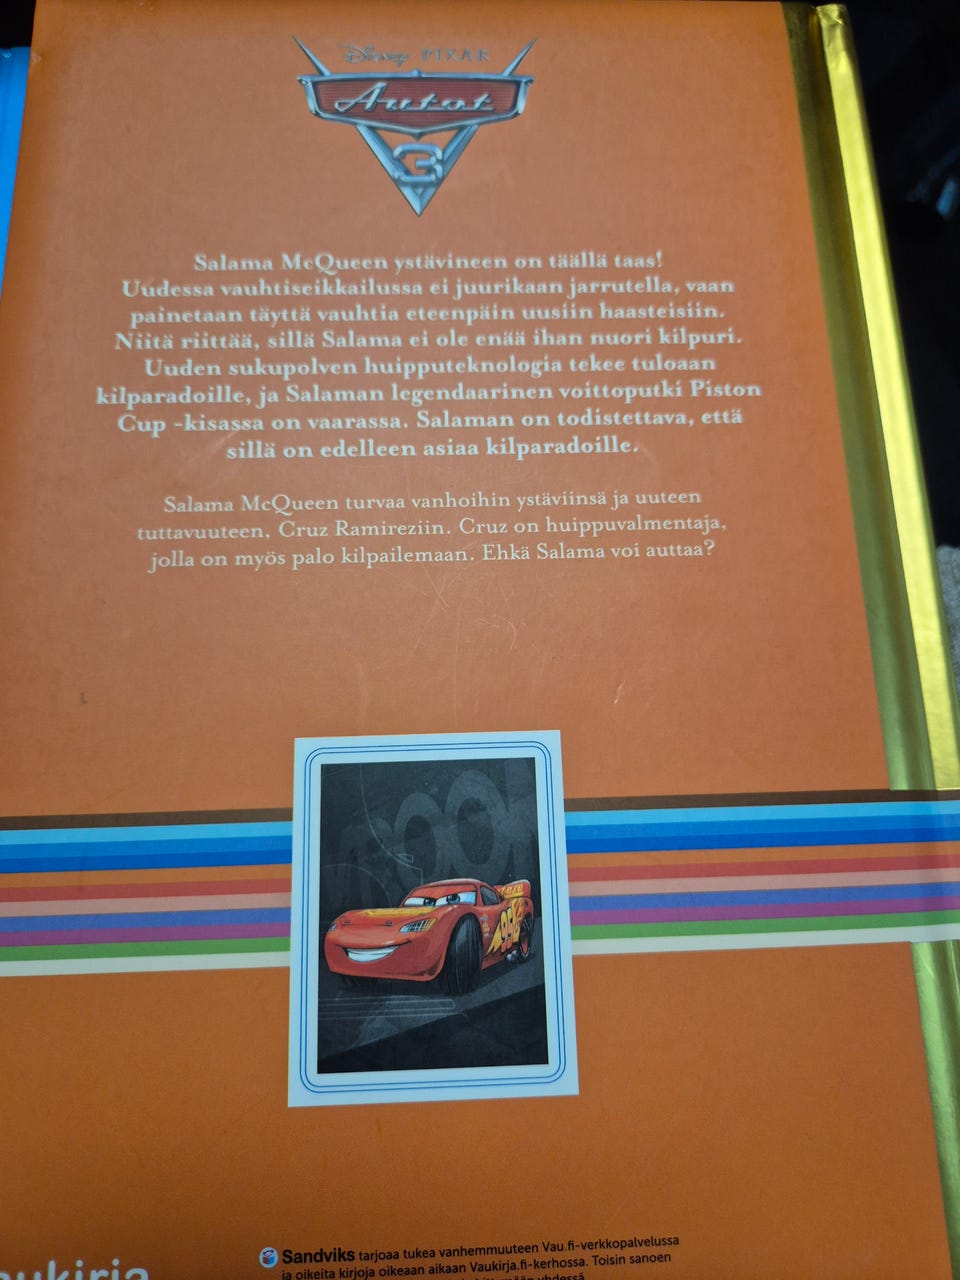 Disney PIXAR
Autot
3
Salama McQueen ystävineen on täällä taas!
Uudessa vauhtiseikkailussa ei juurikaan jarrutella, vaan
painetaan täyttä vauhtia eteenpäin uusiin haasteisiin.
Niitä riittää, sillä Salama ei ole enää ihan nuori kilpuri.
Uuden sukupolven huipputeknologia tekee tuloaan
kilparadoille, ja Salaman legendaarinen voittoputki Piston
Cup -kisassa on vaarassa. Salaman on todistettava, että
sillä on edelleen asiaa kilparadoille.
Salama McQueen turvaa vanhoihin ystäviinsä ja uuteen
tuttavuuteen, Cruz Ramireziin. Cruz on huippuvalmentaja,
jolla on myös palo kilpailemaan. Ehkä Salama voi auttaa?
95
Sandviks tarjoaa tukea vanhemmuuteen Vau.fi-verkkopalvelussa
ja oikeita kirjoja oikeaan aikaan Vaukirja.fi-kerhossa. Toisin sanoen
yhdessä